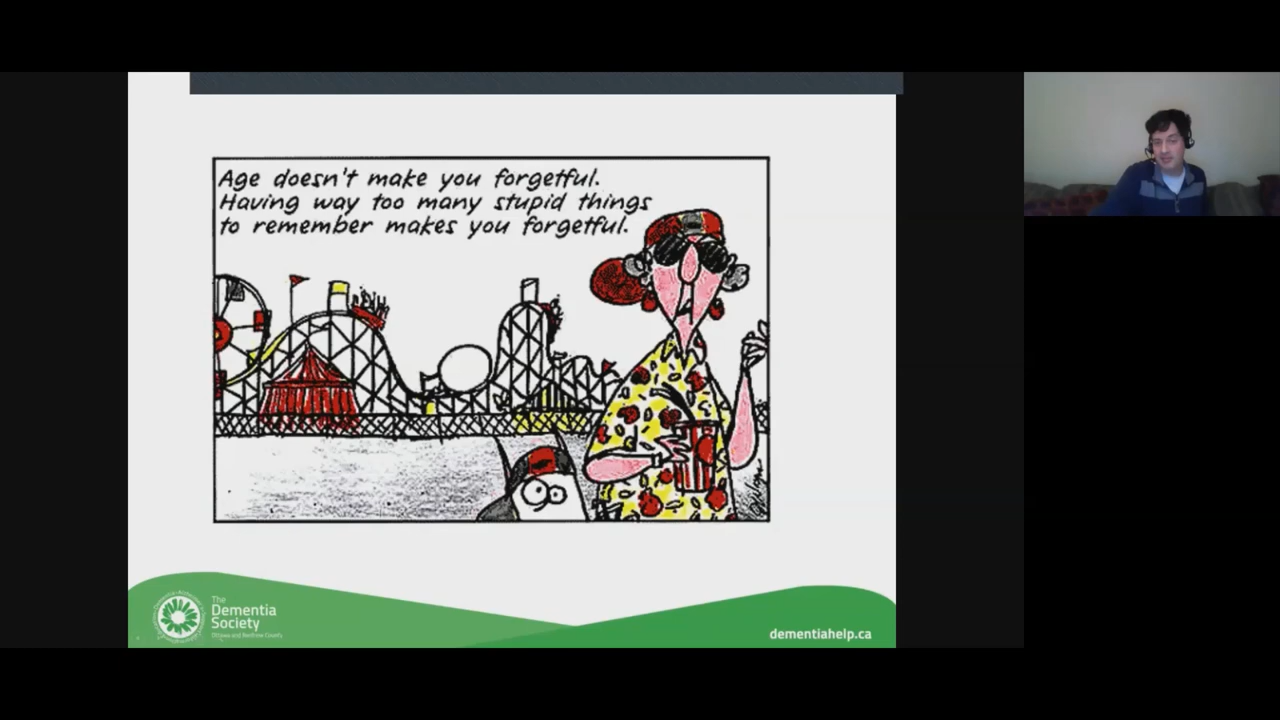 Age doesn't make you forgetful.
Having way too many stupid things
to remember makes you forgetful.
The
Dementia
Society
Ottawa and Renfrew County
dementiahelp.ca